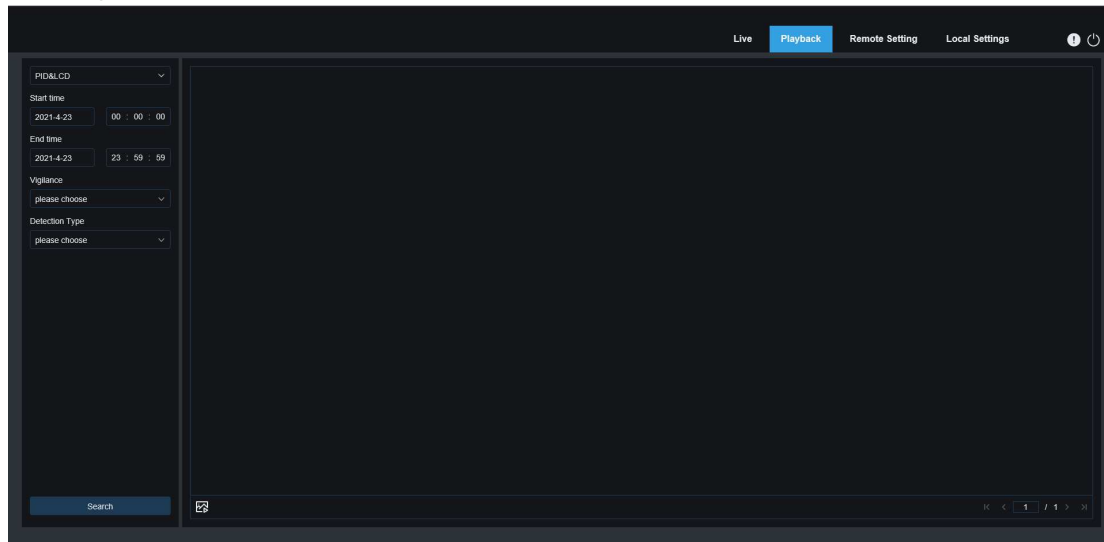 Live Playback Remote Setting Local Settings
PID&LCD
Start time
2021-4-23 00 : 00 : 00
End time
2021-4-23 23 : 59 : 59
Vigilance
please choose
Detection Type
please choose
Search
1 / 1